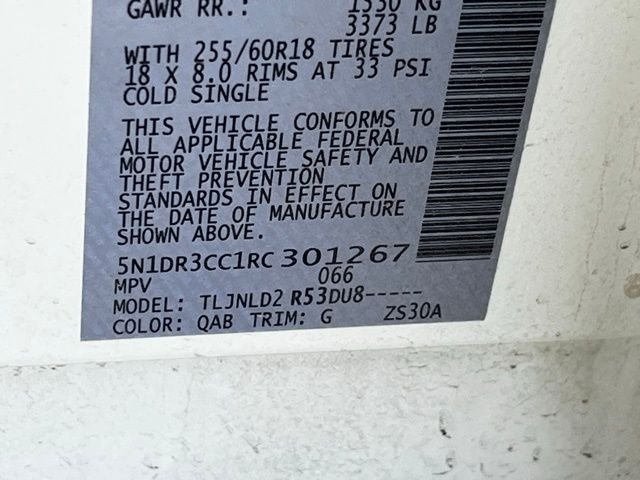 GAWR RR.: 1530 KG
3373 LB
WITH 255/60R18 TIRES
18 X 8.0 RIMS AT 33 PSI
COLD SINGLE
THIS VEHICLE CONFORMS TO
ALL APPLICABLE FEDERAL
MOTOR VEHICLE SAFETY AND
THEFT PREVENTION
STANDARDS IN EFFECT ON
THE DATE OF MANUFACTURE
SHOWN ABOVE.
5N1DR3CC1RC301267
MPV 066
MODEL: TLJNLD2 R53DU8-----
COLOR: QAB TRIM: G ZS30A